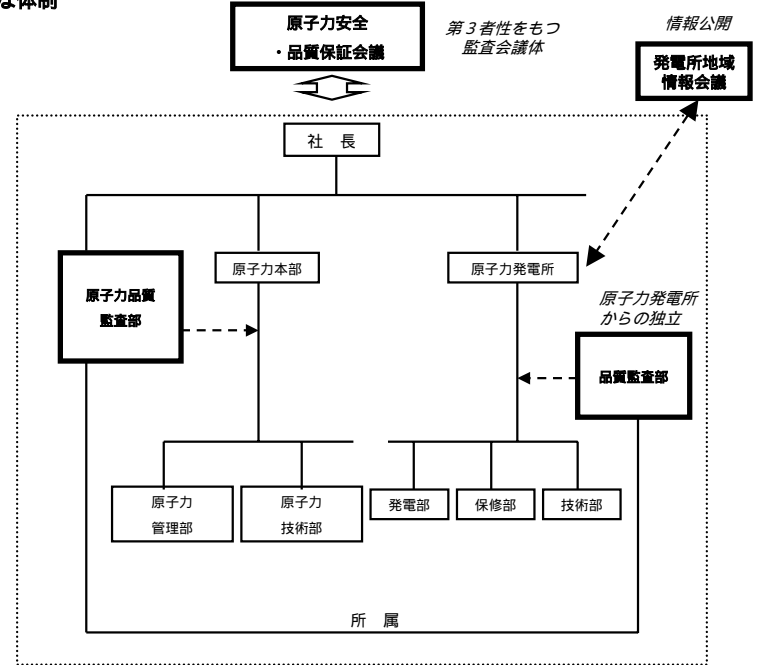 な体制
原子力安全
・品質保証会議
第３者性をもつ
監査会議体
情報公開
発電所地域
情報会議
社　長
原子力本部
原子力発電所
原子力品質
監査部
原子力発電所
からの独立
品質監査部
原子力
管理部
原子力
技術部
発電部
保修部
技術部
所　属